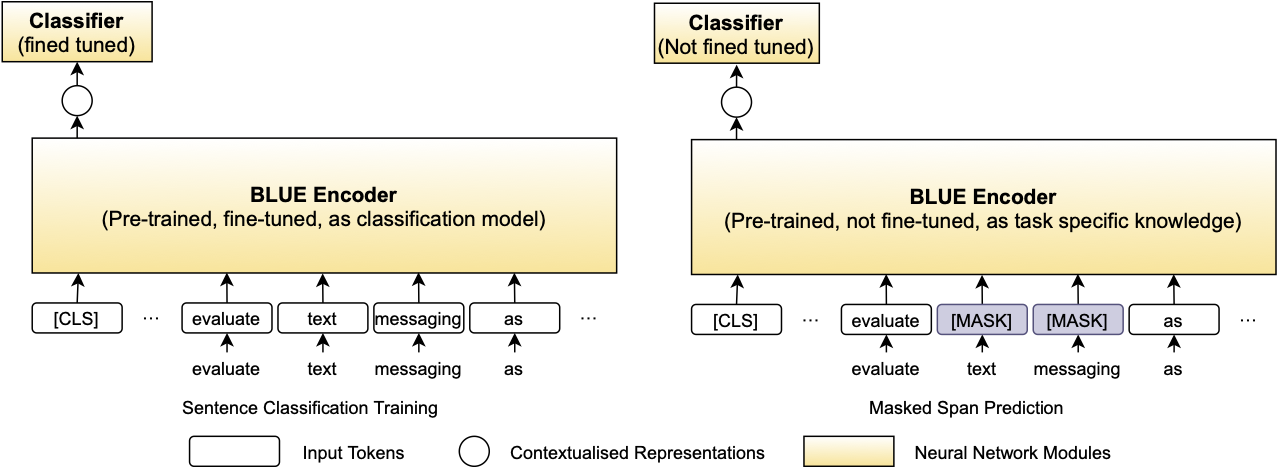 Classifier
(fined tuned)
BLUE Encoder
(Pre-trained, fine-tuned, as classification model)
[CLS] ... evaluate text messaging as ...
evaluate text messaging as
Sentence Classification Training
Classifier
(Not fined tuned)
BLUE Encoder
(Pre-trained, not fine-tuned, as task specific knowledge)
[CLS] ... evaluate [MASK] [MASK] as ...
evaluate text messaging as
Masked Span Prediction
Input Tokens
Contextualised Representations
Neural Network Modules